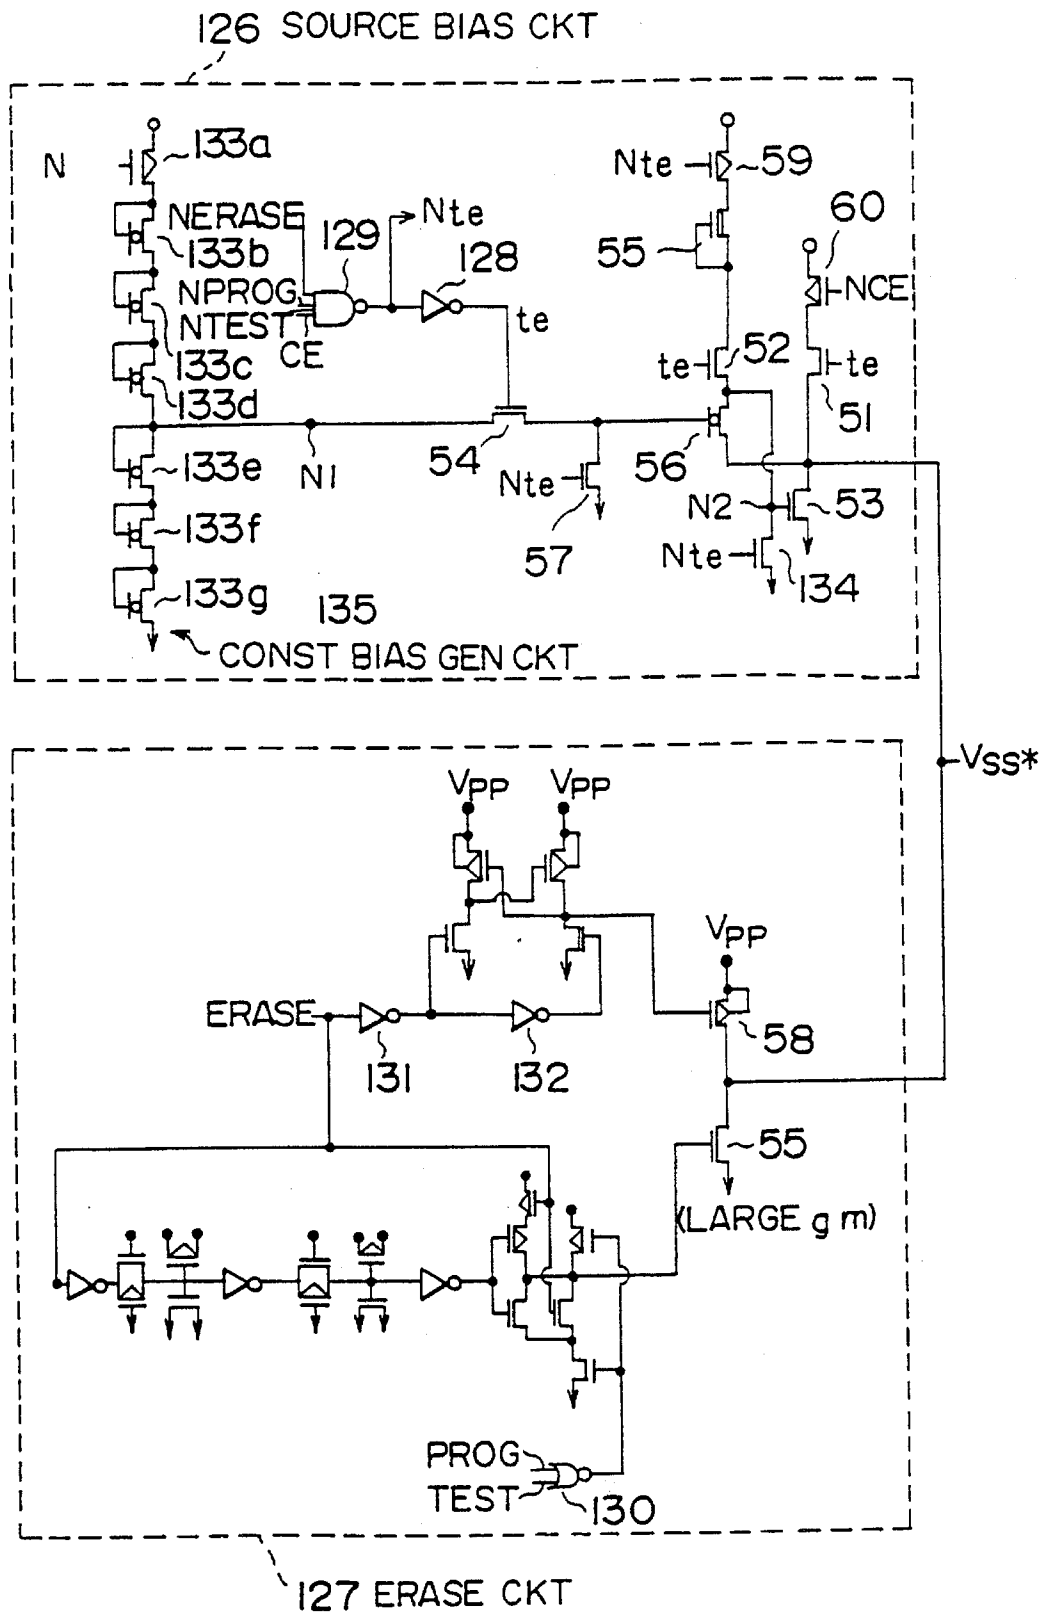 126 SOURCE BIAS CKT
N
133a
Nte
59
NERASE
129
Nte
60
133b
128
55
NPROG
NCE
NTEST
te
52
CE
133c
te
te
133d
51
54
56
133e
N1
Nte
N2
53
133f
57
Nte
134
133g
135
CONST BIAS GEN CKT
VSS*
VPP
VPP
VPP
ERASE
58
131
132
55
(LARGE gm)
PROG
TEST
130
127 ERASE CKT